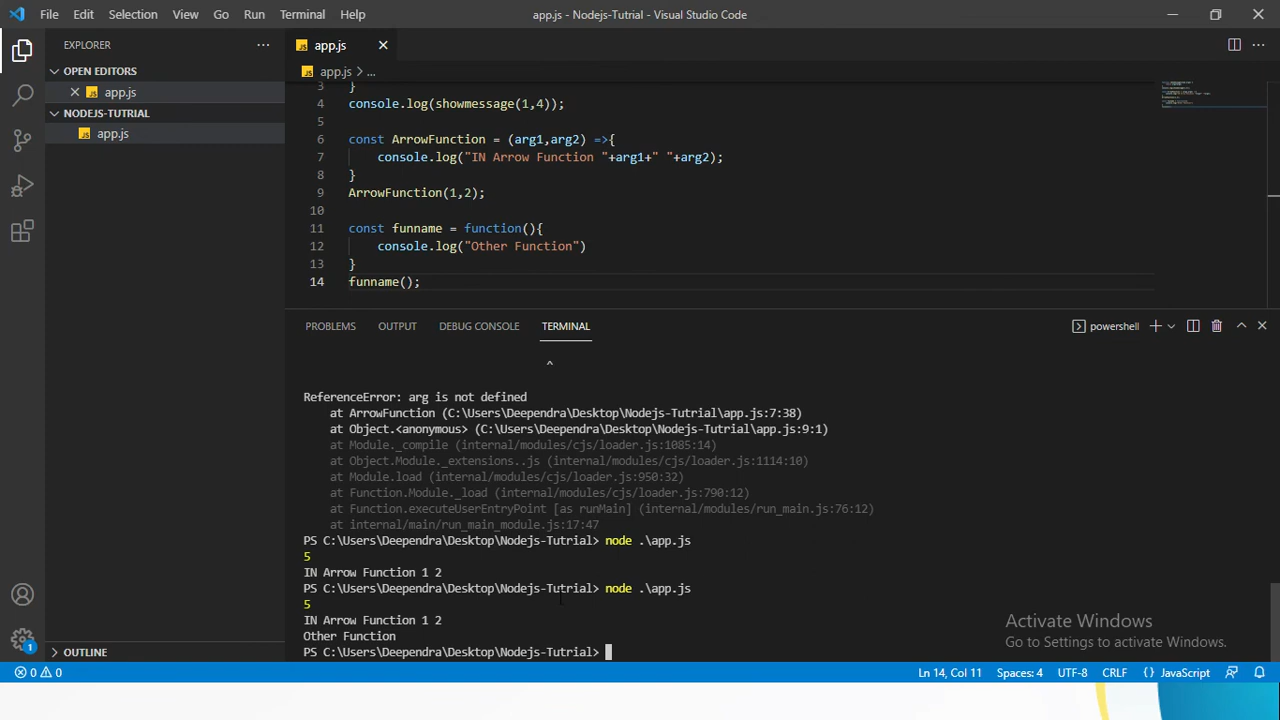 File Edit Selection View Go Run Terminal Help app.js - Nodejs-Tutrial - Visual Studio Code
EXPLORER
OPEN EDITORS
app.js
NODEJS-TUTRIAL
app.js
OUTLINE
app.js
app.js > ...
3 }
4 console.log(showmessage(1,4));
5
6 const ArrowFunction = (arg1,arg2) =>{
7 console.log("IN Arrow Function "+arg1+" "+arg2);
8 }
9 ArrowFunction(1,2);
10
11 const funname = function(){
12 console.log("Other Function")
13 }
14 funname();
PROBLEMS OUTPUT DEBUG CONSOLE TERMINAL powershell
^
ReferenceError: arg is not defined
at ArrowFunction (C:\Users\Deependra\Desktop\Nodejs-Tutrial\app.js:7:38)
at Object.<anonymous> (C:\Users\Deependra\Desktop\Nodejs-Tutrial\app.js:9:1)
at Module._compile (internal/modules/cjs/loader.js:1085:14)
at Object.Module._extensions..js (internal/modules/cjs/loader.js:1114:10)
at Module.load (internal/modules/cjs/loader.js:950:32)
at Function.Module._load (internal/modules/cjs/loader.js:790:12)
at Function.executeUserEntryPoint [as runMain] (internal/modules/run_main.js:76:12)
at internal/main/run_main_module.js:17:47
PS C:\Users\Deependra\Desktop\Nodejs-Tutrial> node .\app.js
5
IN Arrow Function 1 2
PS C:\Users\Deependra\Desktop\Nodejs-Tutrial> node .\app.js
5
IN Arrow Function 1 2
Other Function
PS C:\Users\Deependra\Desktop\Nodejs-Tutrial>
Activate Windows
Go to Settings to activate Windows.
1
0 0 Ln 14, Col 11 Spaces: 4 UTF-8 CRLF {} JavaScript